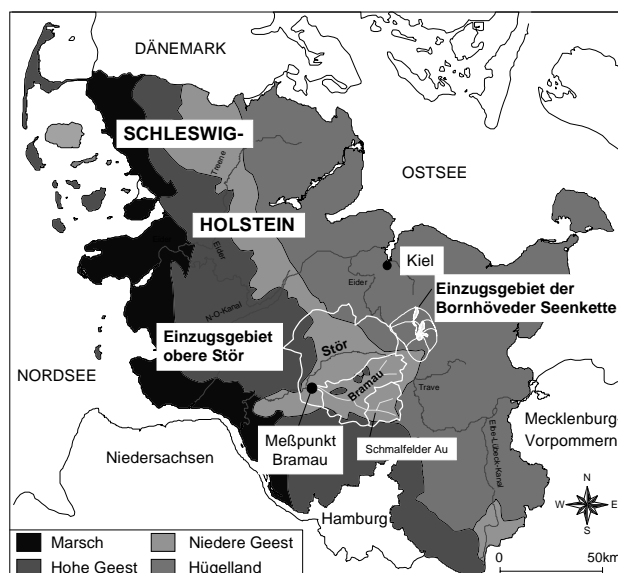 DÄNEMARK
SCHLESWIG-
Treene
OSTSEE
HOLSTEIN
Eider
Kiel
Eider
N-O-Kanal
Einzugsgebiet der
Bornhöveder Seenkette
Einzugsgebiet
obere Stör
Stör
NORDSEE
Bramau
Trave
Mecklenburg-
Vorpommern
Elbe-Lübeck-Kanal
Meßpunkt
Bramau
Schmalfelder Au
Niedersachsen
N
W
E
S
Hamburg
Marsch
Niedere Geest
Hohe Geest
Hügelland
0
50km